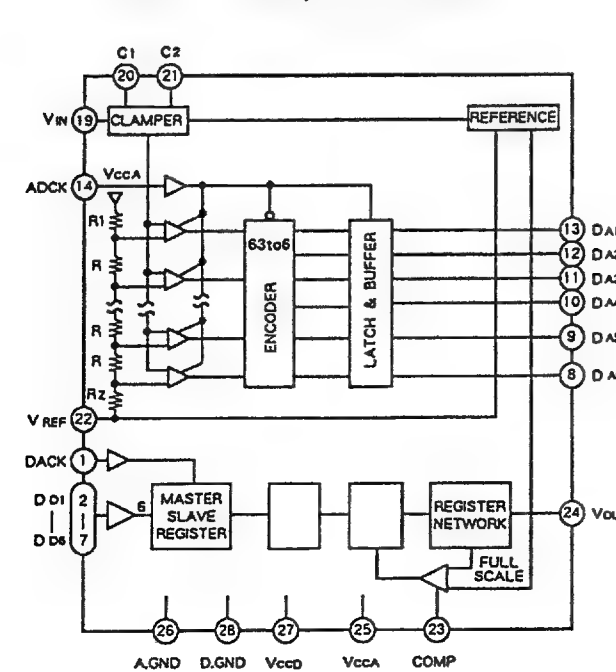 C1 C2
20 21
VIN 19 CLAMPER REFERENCE
VCCA
ADCK 14
R1
13
63to6
R
12
11
10
ENCODER
LATCH & BUFFER
R
9
R
8
RZ
VREF 22
DACK 1
D D1 2
D D6 7
6
MASTER
SLAVE
REGISTER
REGISTER
NETWORK
24
FULL
SCALE
26 28 27 25 23
A.GND D.GND VCCD VCCA COMP